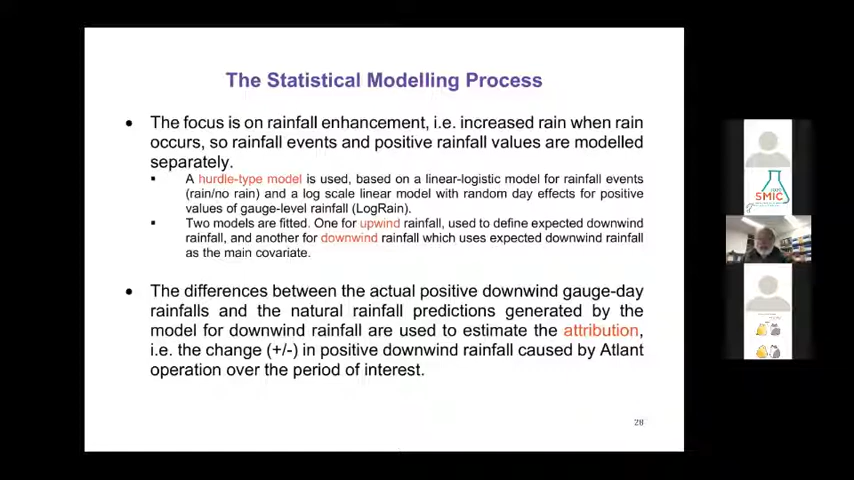 The Statistical Modelling Process
• The focus is on rainfall enhancement, i.e. increased rain when rain
occurs, so rainfall events and positive rainfall values are modelled
separately.
▪ A hurdle-type model is used, based on a linear-logistic model for rainfall events
(rain/no rain) and a log scale linear model with random day effects for positive
values of gauge-level rainfall (LogRain).
▪ Two models are fitted. One for upwind rainfall, used to define expected downwind
rainfall, and another for downwind rainfall which uses expected downwind rainfall
as the main covariate.
• The differences between the actual positive downwind gauge-day
rainfalls and the natural rainfall predictions generated by the
model for downwind rainfall are used to estimate the attribution,
i.e. the change (+/-) in positive downwind rainfall caused by Atlant
operation over the period of interest.
28
SMIC